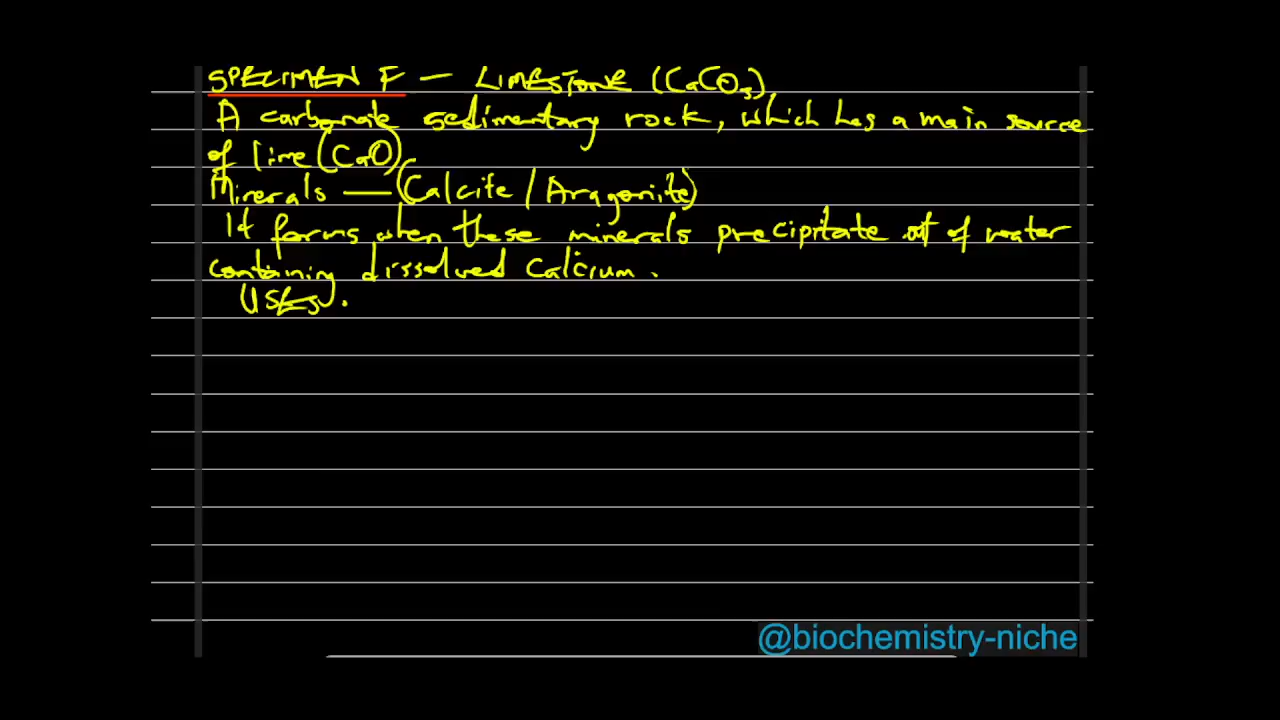 SPECIMEN F — LIMESTONE (CaCO₃)
A carbonate sedimentary rock, which has a main source
of lime (CaO)
Minerals — (Calcite / Aragonite)
It forms when these minerals precipitate out of water
containing dissolved Calcium.
USES.
@biochemistry-niche